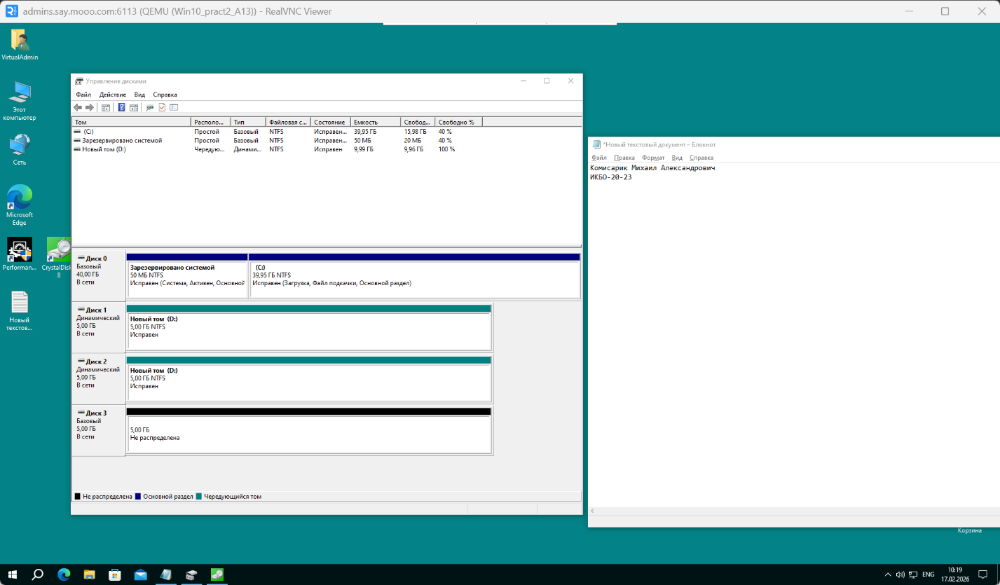 admins.say.mooo.com:6113 (QEMU (Win10_pract2_A13)) - RealVNC Viewer
VirtualAdmin
Этот
компьютер
Сеть
Microsoft
Edge
Performan...
CrystalDisk
8
Новый
текстов...
Управление дисками
Файл Действие Вид Справка
Том Располо... Тип Файловая с... Состояние Емкость Свобод... Свободно %
(C:) Простой Базовый NTFS Исправен... 39,95 ГБ 15,98 ГБ 40 %
Зарезервировано системой Простой Базовый NTFS Исправен... 50 МБ 20 МБ 40 %
Новый том (D:) Чередую... Динами... NTFS Исправен 9,99 ГБ 9,96 ГБ 100 %
Диск 0
Базовый
40,00 ГБ
В сети
Зарезервировано системой
50 МБ NTFS
Исправен (Система, Активен, Основной
(C:)
39,95 ГБ NTFS
Исправен (Загрузка, Файл подкачки, Основной раздел)
Диск 1
Динамический
5,00 ГБ
В сети
Новый том (D:)
5,00 ГБ NTFS
Исправен
Диск 2
Динамический
5,00 ГБ
В сети
Новый том (D:)
5,00 ГБ NTFS
Исправен
Диск 3
Базовый
5,00 ГБ
В сети
5,00 ГБ
Не распределена
Не распределена Основной раздел Чередующийся том
*Новый текстовый документ – Блокнот
Файл Правка Формат Вид Справка
Комисарик Михаил Александрович
ИКБО-20-23
Корзина
ENG
10:19
17.02.2026